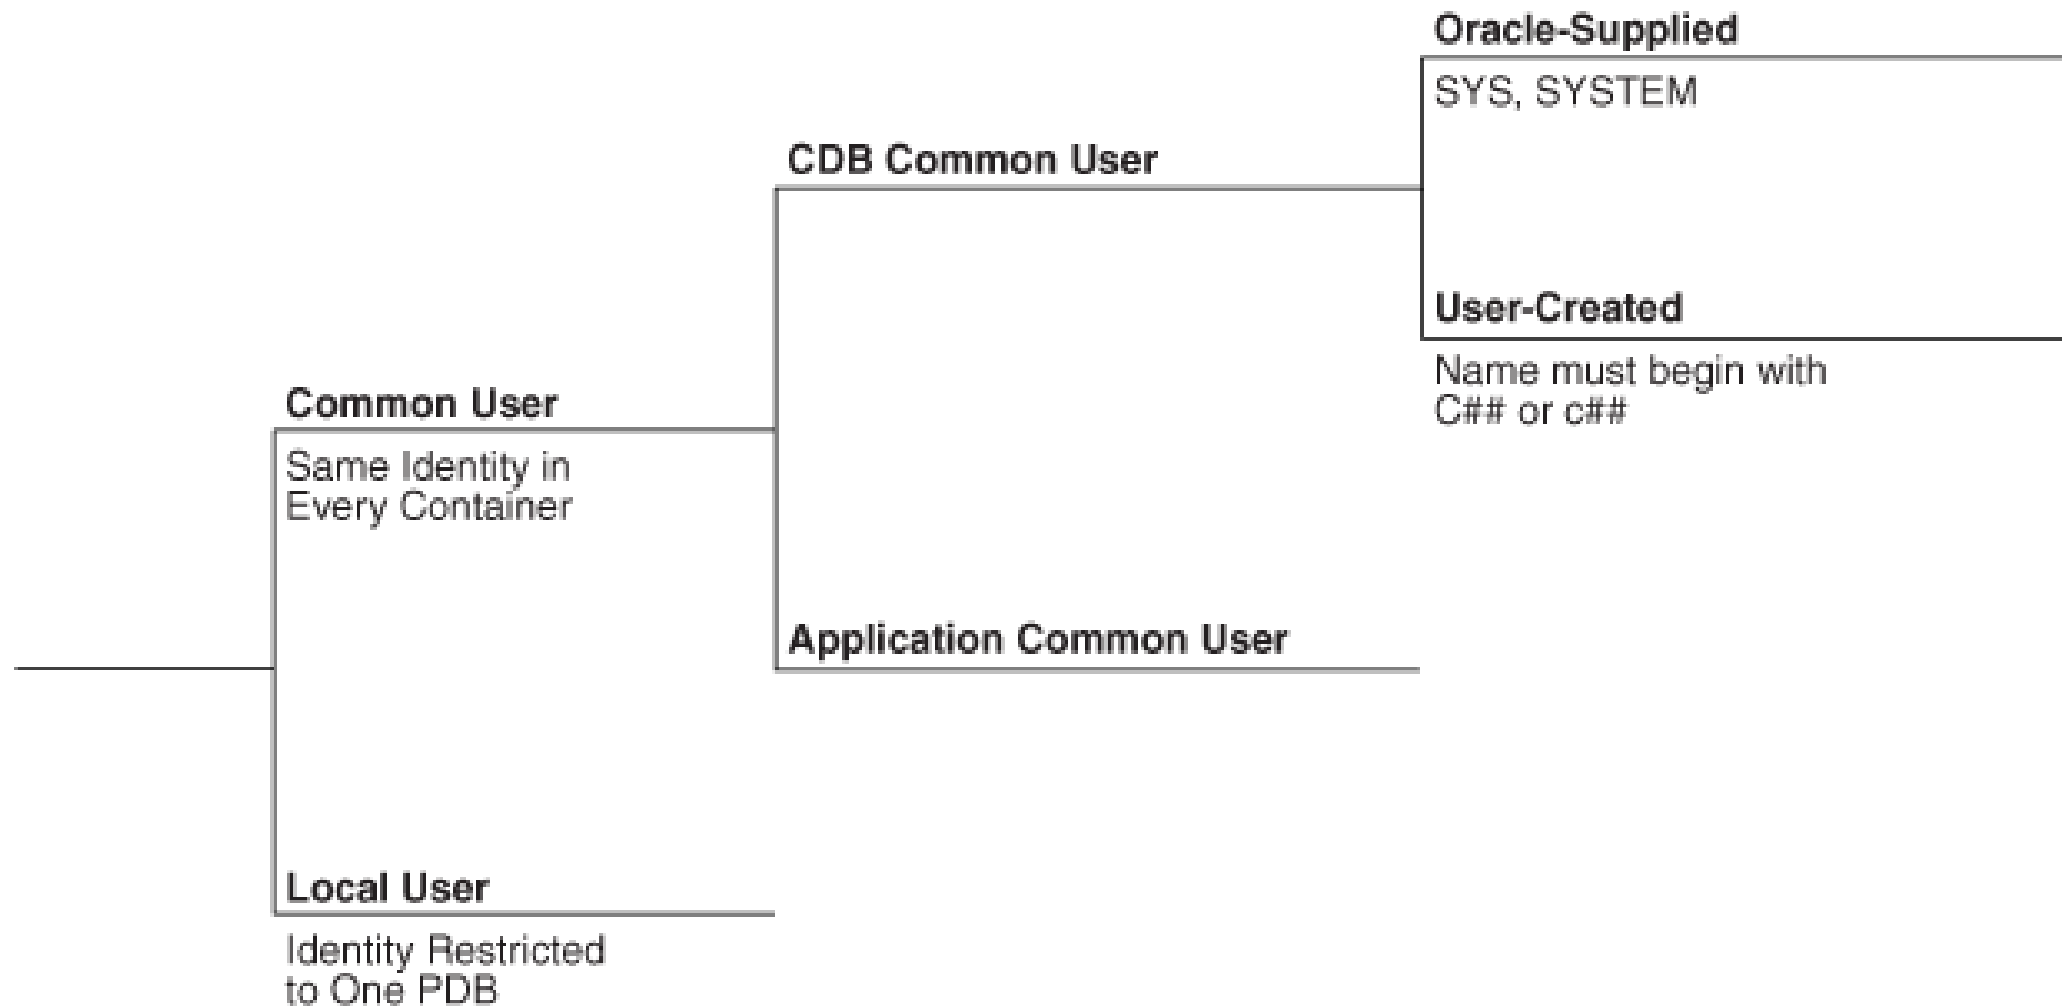 Oracle-Supplied
SYS, SYSTEM
CDB Common User
User-Created
Name must begin with
C## or c##
Common User
Same Identity in
Every Container
Application Common User
Local User
Identity Restricted
to One PDB